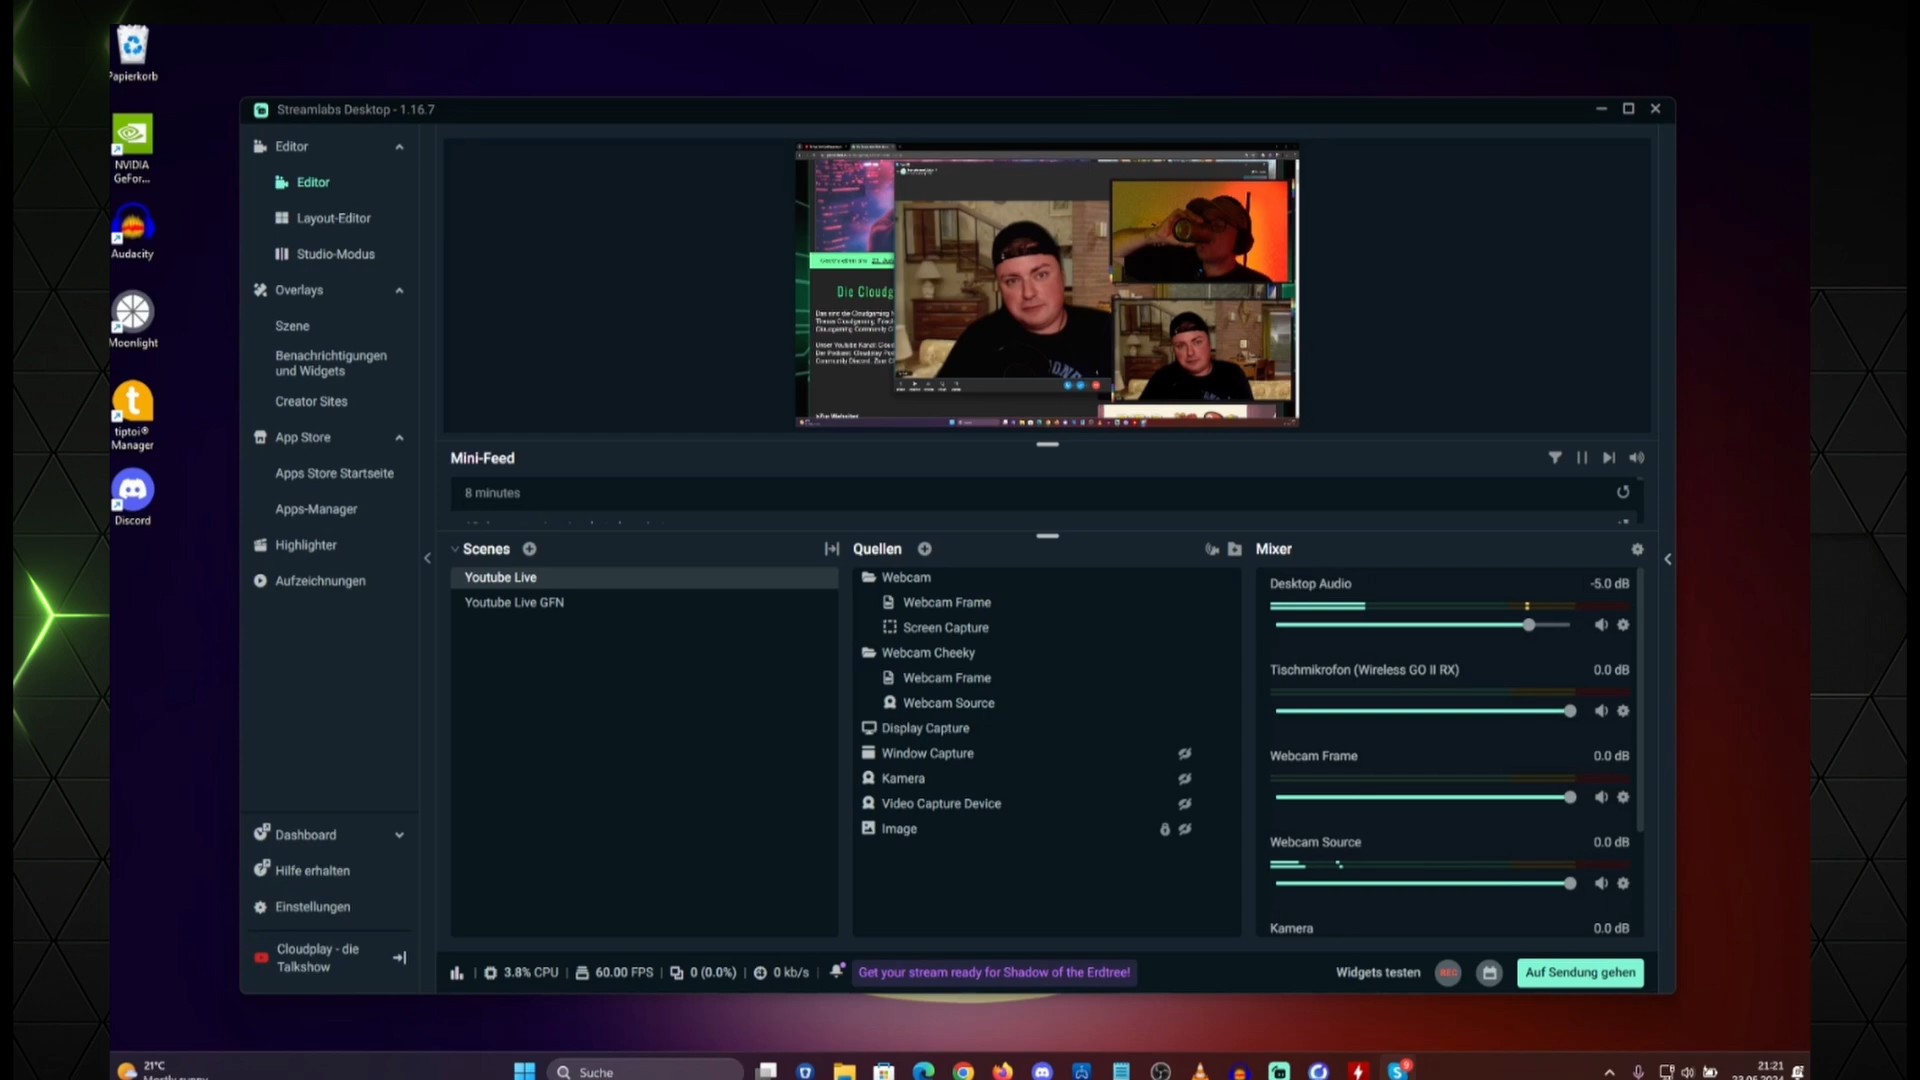 Papierkorb
NVIDIA
GeFor...
Audacity
Moonlight
tiptoi®
Manager
Discord
Streamlabs Desktop - 1.16.7
Editor
Editor
Layout-Editor
Studio-Modus
Overlays
Szene
Benachrichtigungen
und Widgets
Creator Sites
App Store
Apps Store Startseite
Apps-Manager
Highlighter
Aufzeichnungen
Dashboard
Hilfe erhalten
Einstellungen
Cloudplay - die
Talkshow
Die Cloudg
Mini-Feed
8 minutes
Scenes
Youtube Live
Youtube Live GFN
Quellen
Webcam
Webcam Frame
Screen Capture
Webcam Cheeky
Webcam Frame
Webcam Source
Display Capture
Window Capture
Kamera
Video Capture Device
Image
Mixer
Desktop Audio -5.0 dB
Tischmikrofon (Wireless GO II RX) 0.0 dB
Webcam Frame 0.0 dB
Webcam Source 0.0 dB
Kamera 0.0 dB
3.8% CPU 60.00 FPS 0 (0.0%) 0 kb/s Get your stream ready for Shadow of the Erdtree! Widgets testen REC Auf Sendung gehen
21°C
Suche
21:21